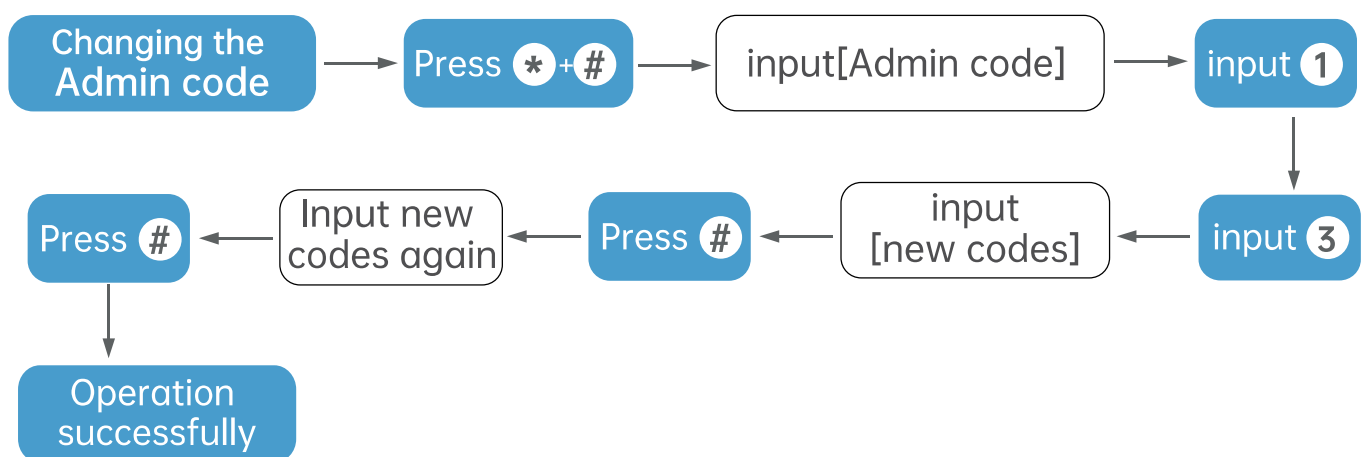 Changing the
Admin code
Press * + #
input[Admin code]
input 1
input 3
input
[new codes]
Press #
Input new
codes again
Press #
Operation
successfully